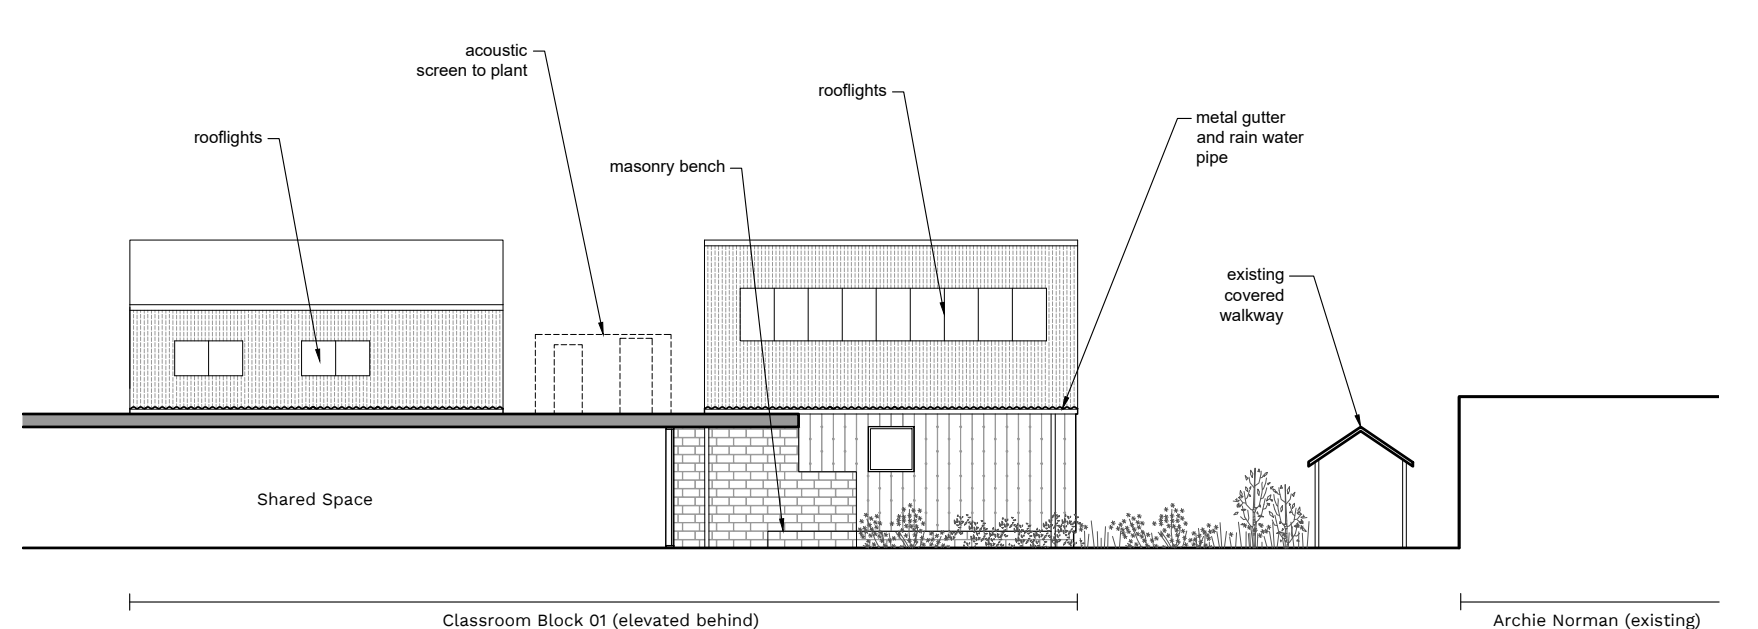 acoustic
screen to plant
rooflights
metal gutter
and rain water
pipe
rooflights
masonry bench
existing
covered
walkway
Shared Space
Classroom Block 01 (elevated behind)
Archie Norman (existing)